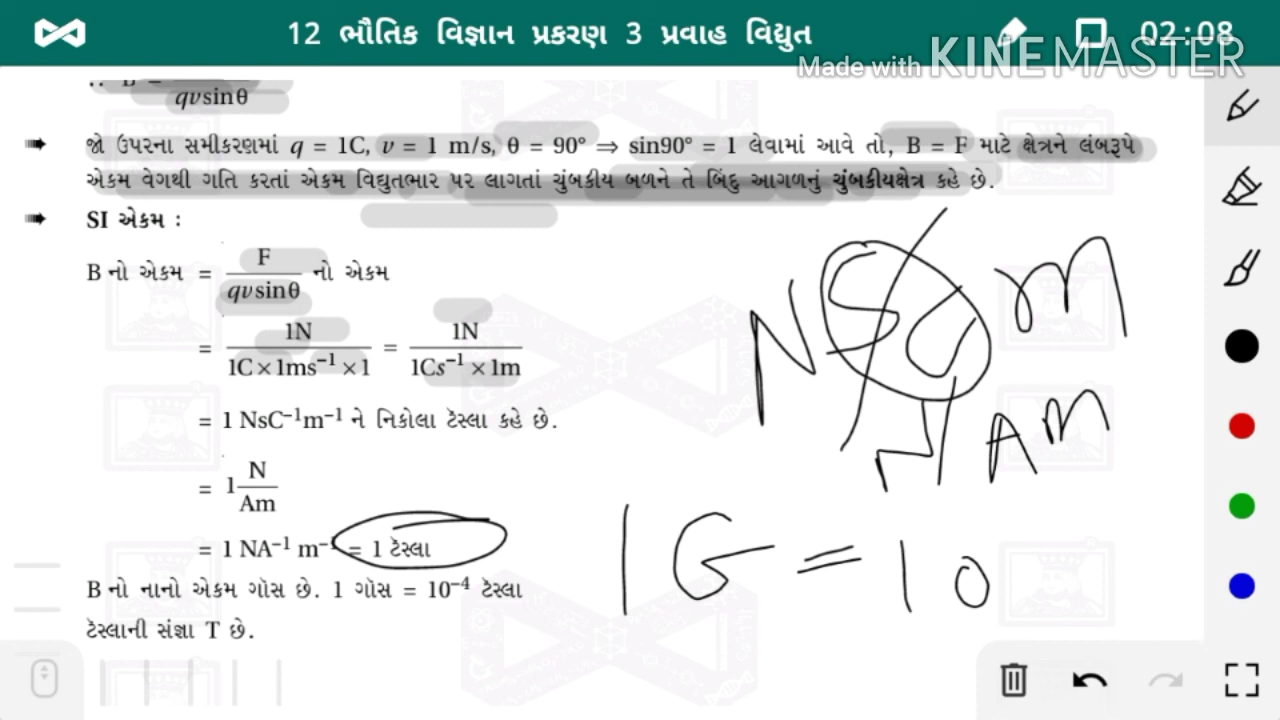 12 ભૌતિક વિજ્ઞાન પ્રકરણ 3 પ્રવાહ વિદ્યુત
02:08
Made with KINEMASTER
∴ B =
qvsinθ
➠ જો ઉપરના સમીકરણમાં q = 1C, v = 1 m/s, θ = 90° ⇒ sin90° = 1 લેવામાં આવે તો, B = F માટે ક્ષેત્રને લંબરૂપે
એકમ વેગથી ગતિ કરતાં એકમ વિદ્યુતભાર પર લાગતાં ચુંબકીય બળને તે બિંદુ આગળનું ચુંબકીયક્ષેત્ર કહે છે.
➠ SI એકમ :
B નો એકમ = F / qvsinθ નો એકમ
= 1N / 1C × 1ms⁻¹ × 1 = 1N / 1Cs⁻¹ × 1m
= 1 NsC⁻¹m⁻¹ ને નિકોલા ટેસ્લા કહે છે.
= 1 N / Am
= 1 NA⁻¹ m⁻¹ = 1 ટેસ્લા
B નો નાનો એકમ ગૉસ છે. 1 ગૉસ = 10⁻⁴ ટેસ્લા
ટેસ્લાની સંજ્ઞા T છે.
N S C m
N A m
1 G = 10